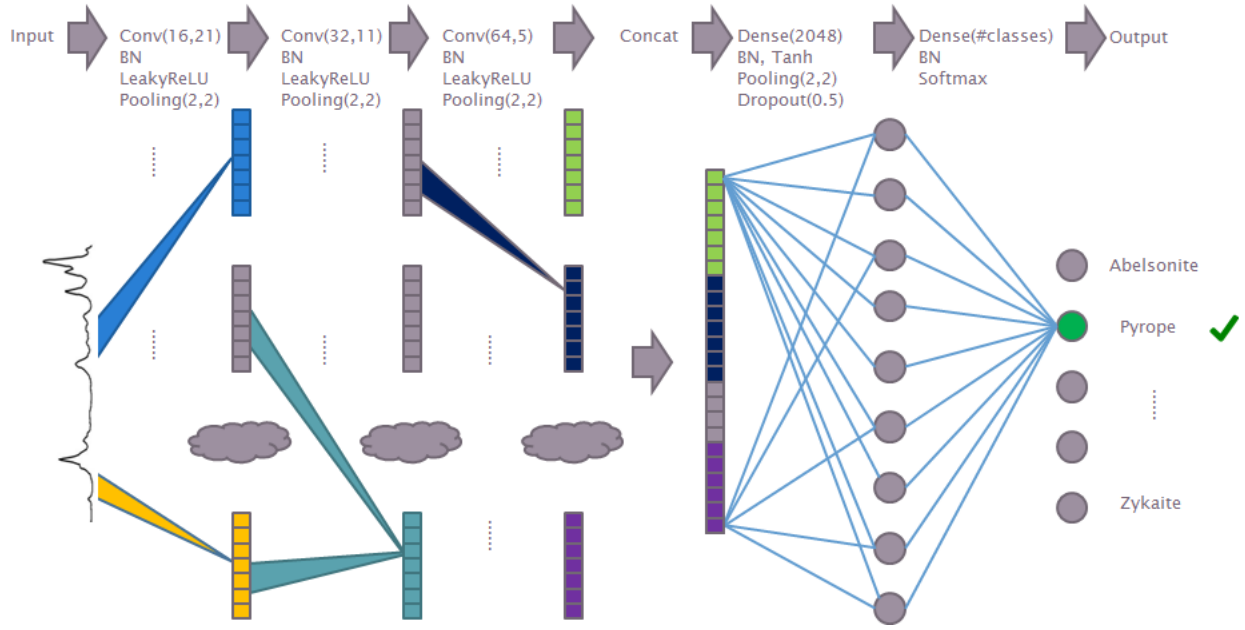 Input
Conv(16,21)
BN
LeakyReLU
Pooling(2,2)
Conv(32,11)
BN
LeakyReLU
Pooling(2,2)
Conv(64,5)
BN
LeakyReLU
Pooling(2,2)
Concat
Dense(2048)
BN, Tanh
Pooling(2,2)
Dropout(0.5)
Dense(#classes)
BN
Softmax
Output
Abelsonite
Pyrope
Zykaite